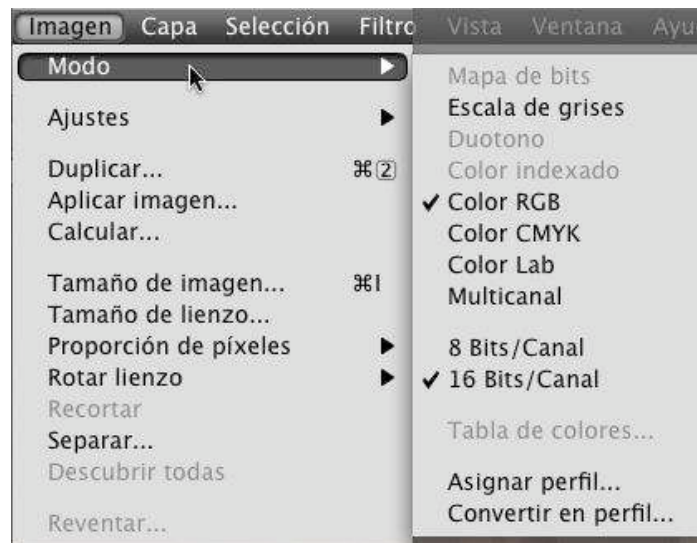 Imagen Capa Selección Filtro Vista Ventana Ayu
Modo
Ajustes
Duplicar... ⌘2
Aplicar imagen...
Calcular...
Tamaño de imagen... ⌘I
Tamaño de lienzo...
Proporción de píxeles
Rotar lienzo
Recortar
Separar...
Descubrir todas
Reventar...
Mapa de bits
Escala de grises
Duotono
Color indexado
✓ Color RGB
Color CMYK
Color Lab
Multicanal
8 Bits/Canal
✓ 16 Bits/Canal
Tabla de colores...
Asignar perfil...
Convertir en perfil...